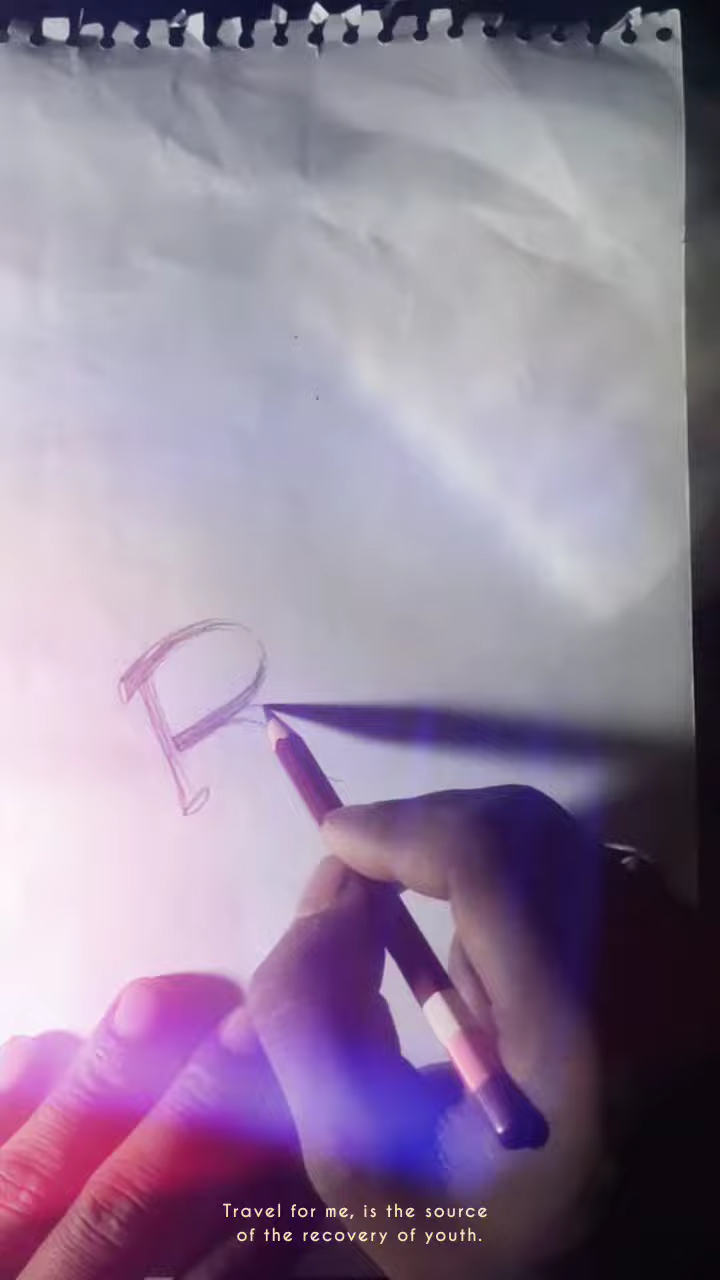 P
Travel for me, is the source
of the recovery of youth.